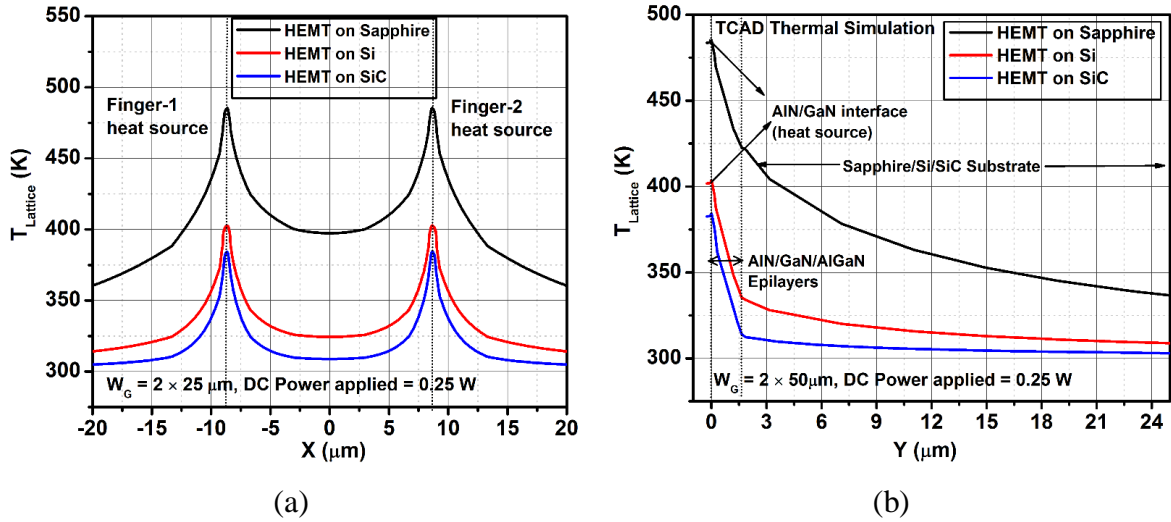 550
500
450
400
350
300
T_Lattice (K)
HEMT on Sapphire
HEMT on Si
HEMT on SiC
Finger-1
heat source
Finger-2
heat source
W_G = 2 × 25 μm, DC Power applied = 0.25 W
-20 -15 -10 -5 0 5 10 15 20
X (μm)
(a)
500
450
400
350
300
T_Lattice (K)
TCAD Thermal Simulation
HEMT on Sapphire
HEMT on Si
HEMT on SiC
AlN/GaN interface
(heat source)
Sapphire/Si/SiC Substrate
AlN/GaN/AlGaN
Epilayers
W_G = 2 × 50μm, DC Power applied = 0.25 W
0 3 6 9 12 15 18 21 24
Y (μm)
(b)